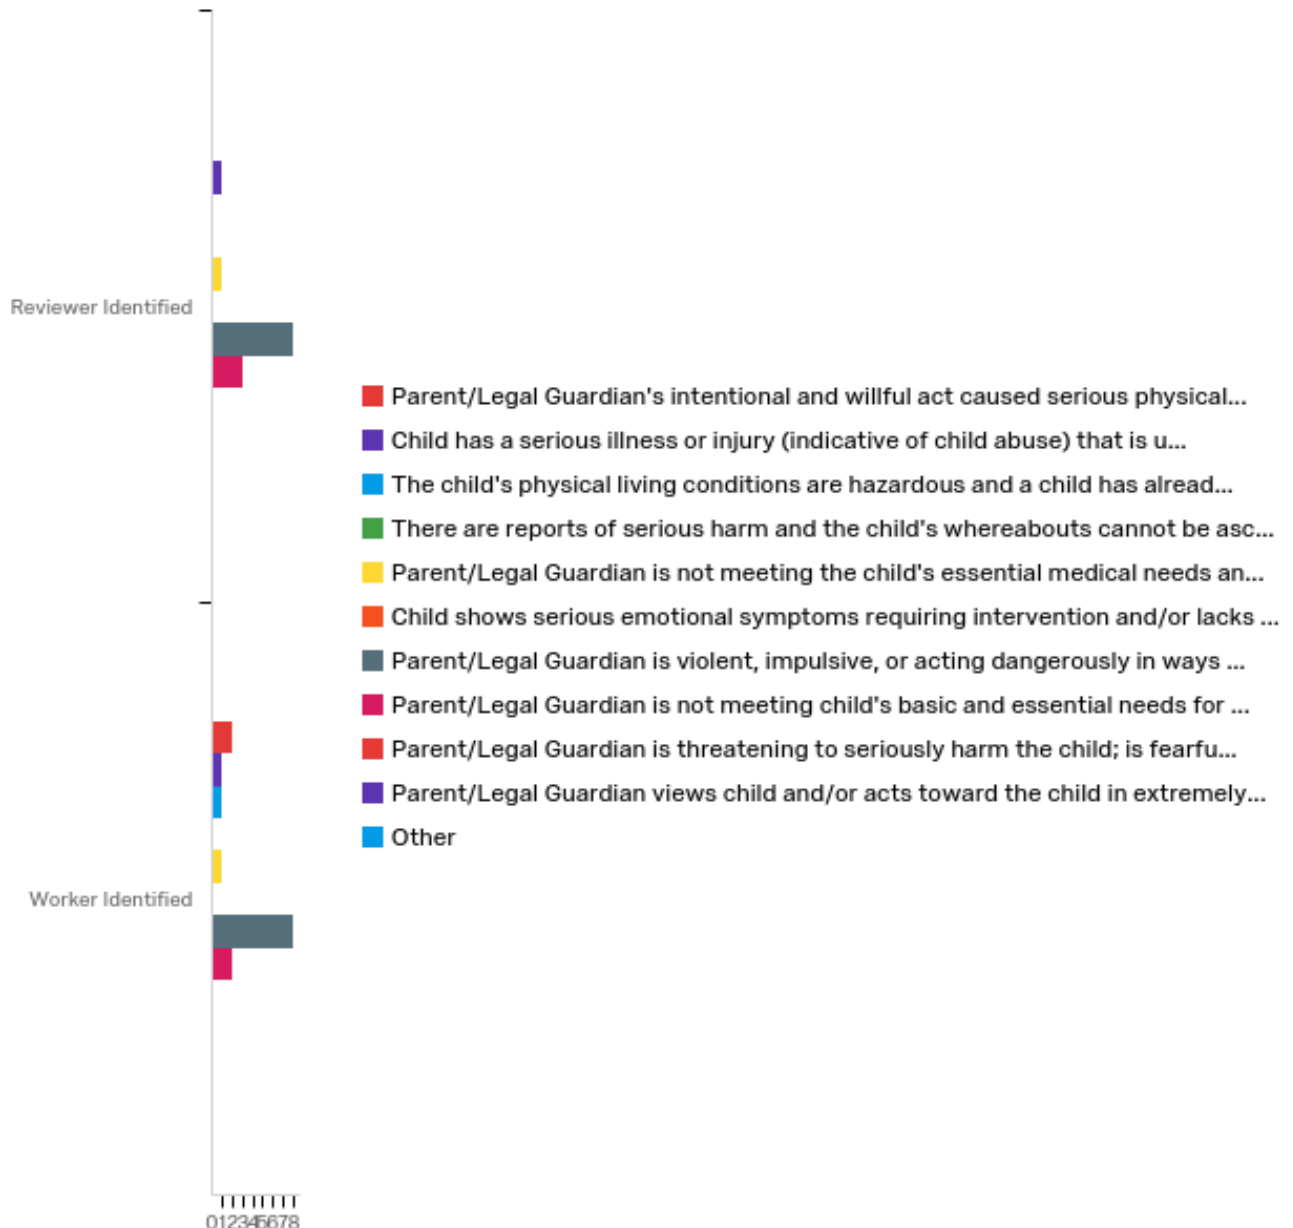 Reviewer Identified
Parent/Legal Guardian's intentional and willful act caused serious physical...
Child has a serious illness or injury (indicative of child abuse) that is u...
The child's physical living conditions are hazardous and a child has alread...
There are reports of serious harm and the child's whereabouts cannot be asc...
Parent/Legal Guardian is not meeting the child's essential medical needs an...
Child shows serious emotional symptoms requiring intervention and/or lacks ...
Parent/Legal Guardian is violent, impulsive, or acting dangerously in ways ...
Parent/Legal Guardian is not meeting child's basic and essential needs for ...
Parent/Legal Guardian is threatening to seriously harm the child; is fearfu...
Parent/Legal Guardian views child and/or acts toward the child in extremely...
Other
Worker Identified
012345678